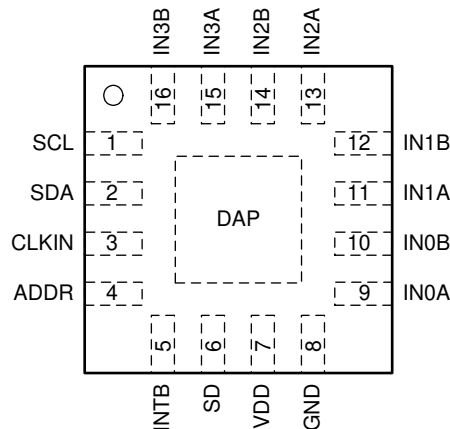 IN3B IN3A IN2B IN2A
16 15 14 13
SCL 1 12 IN1B
SDA 2 11 IN1A
DAP
CLKIN 3 10 IN0B
ADDR 4 9 IN0A
5 6 7 8
INTB SD VDD GND